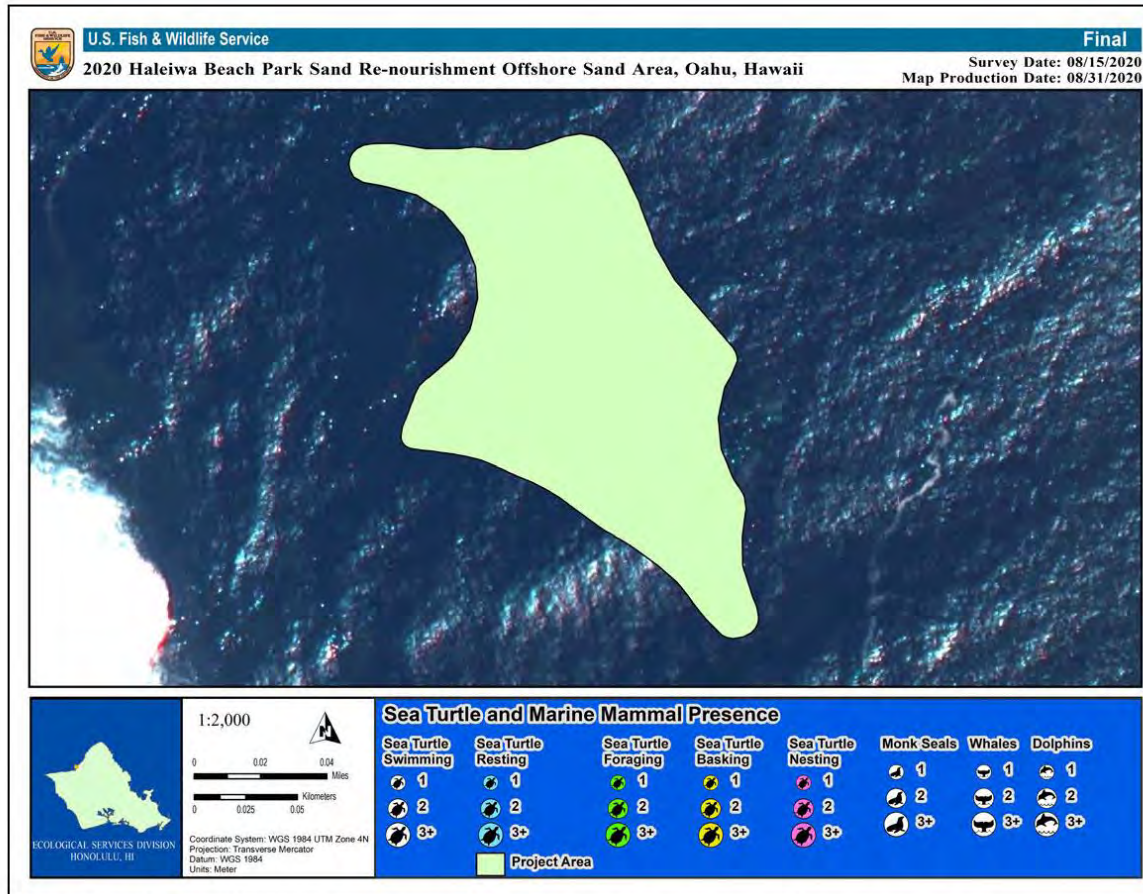 FISH & WILDLIFE
U.S. Fish & Wildlife Service
Final
2020 Haleiwa Beach Park Sand Re-nourishment Offshore Sand Area, Oahu, Hawaii
Survey Date: 08/15/2020
Map Production Date: 08/31/2020
ECOLOGICAL SERVICES DIVISION
HONOLULU, HI
1:2,000
N
0 0.02 0.04
Miles
Kilometers
0 0.025 0.05
Coordinate System: WGS 1984 UTM Zone 4N
Projection: Transverse Mercator
Datum: WGS 1984
Units: Meter
Sea Turtle and Marine Mammal Presence
Sea Turtle Swimming
1
2
3+
Sea Turtle Resting
1
2
3+
Sea Turtle Foraging
1
2
3+
Sea Turtle Basking
1
2
3+
Sea Turtle Nesting
1
2
3+
Monk Seals
1
2
3+
Whales
1
2
3+
Dolphins
1
2
3+
Project Area